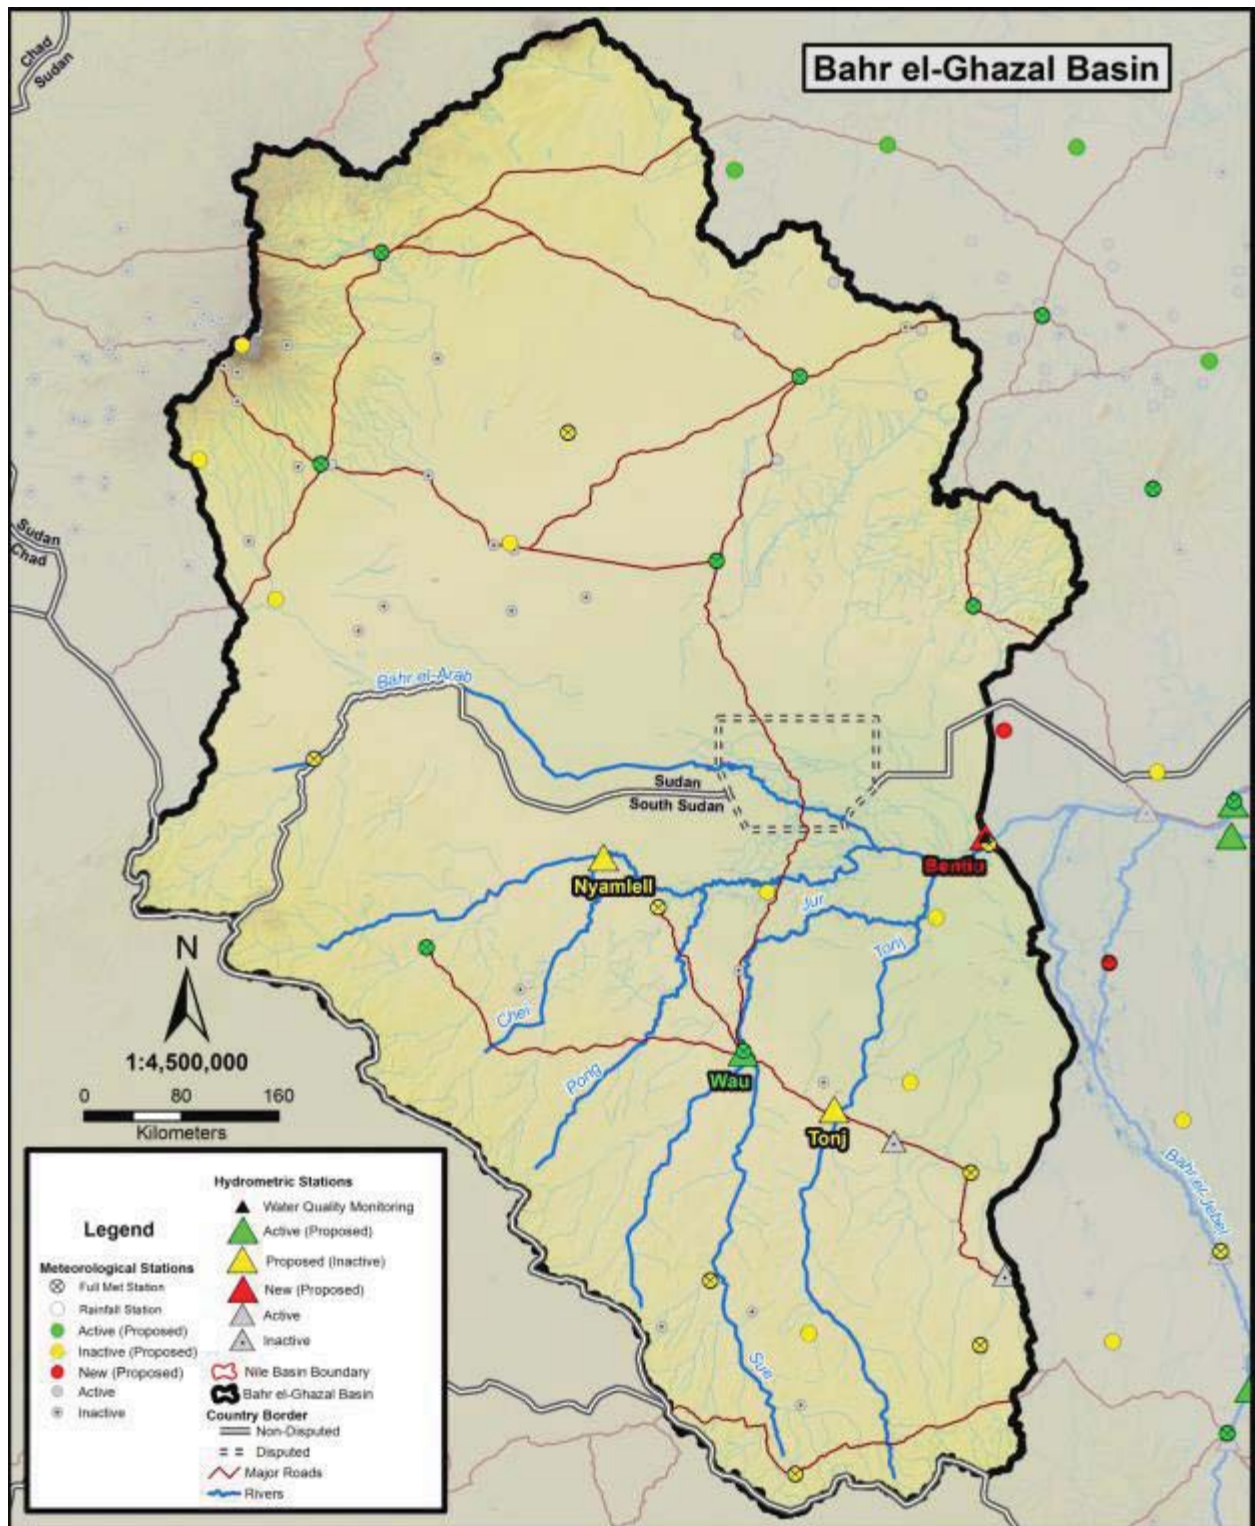 Chad
Sudan
Bahr el-Ghazal Basin
Sudan
Chad
Bahr el-Arab
Sudan
South Sudan
Bentiu
Nyamlell
Jur
Tonj
N
Chei
1:4,500,000
Pong
Wau
0 80 160
Kilometers
Tonj
Bahr el-Jebel
Sue
Legend
Meteorological Stations
Full Met Station
Rainfall Station
Active (Proposed)
Inactive (Proposed)
New (Proposed)
Active
Inactive
Hydrometric Stations
Water Quality Monitoring
Active (Proposed)
Proposed (Inactive)
New (Proposed)
Active
Inactive
Nile Basin Boundary
Bahr el-Ghazal Basin
Country Border
Non-Disputed
Disputed
Major Roads
Rivers